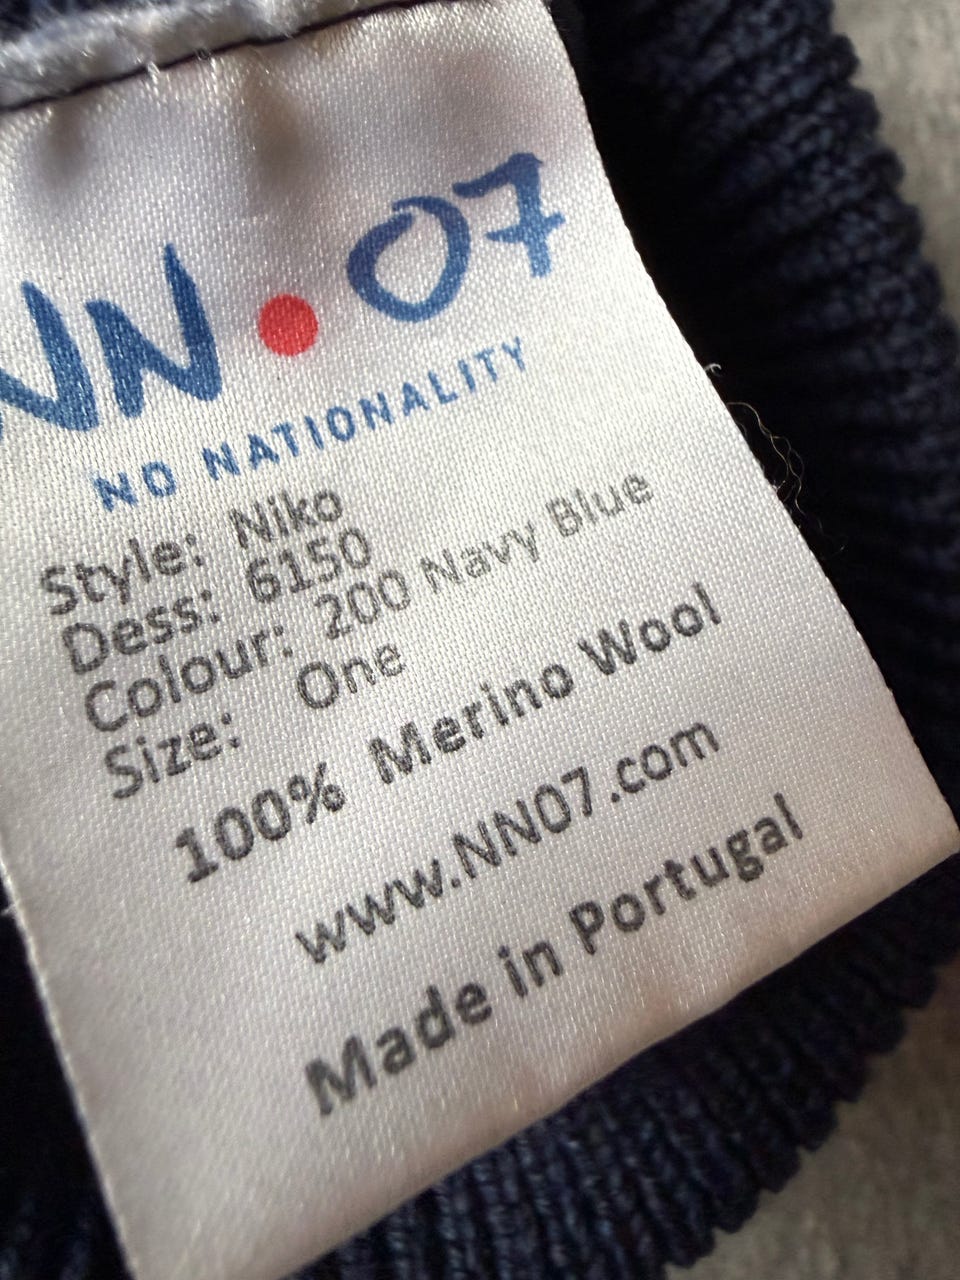 NN•07
NO NATIONALITY
Style: Niko
Dess: 6150
Colour: 200 Navy Blue
Size: One
100% Merino Wool
www.NN07.com
Made in Portugal